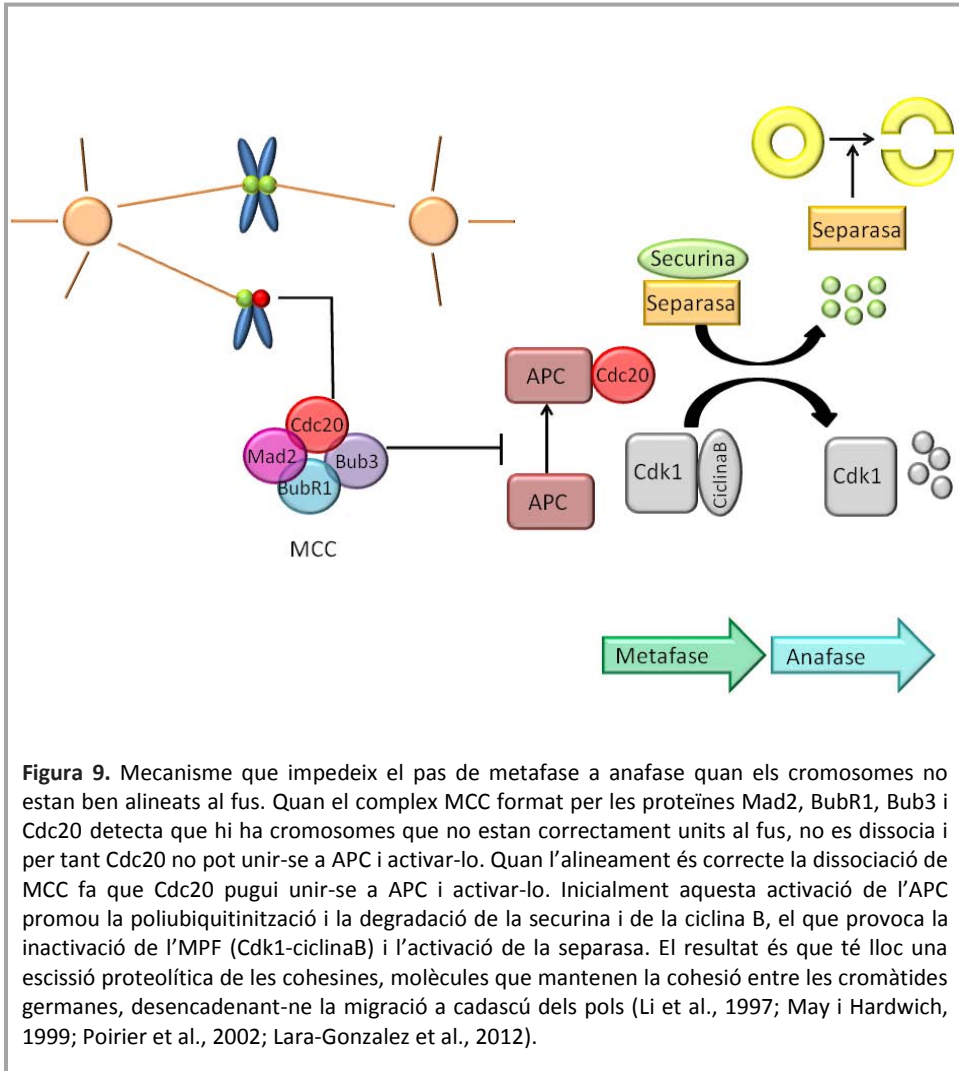 Separasa
Securina
Separasa
APC
Cdc20
Cdc20
Mad2
Bub3
BubR1
MCC
APC
Cdk1
CiclinaB
Cdk1
Metafase
Anafase
Figura 9. Mecanisme que impedeix el pas de metafase a anafase quan els cromosomes no
estan ben alineats al fus. Quan el complex MCC format per les proteïnes Mad2, BubR1, Bub3 i
Cdc20 detecta que hi ha cromosomes que no estan correctament units al fus, no es dissocia i
per tant Cdc20 no pot unir-se a APC i activar-lo. Quan l’alineament és correcte la dissociació de
MCC fa que Cdc20 pugui unir-se a APC i activar-lo. Inicialment aquesta activació de l’APC
promou la poliubiquitinització i la degradació de la securina i de la ciclina B, el que provoca la
inactivació de l’MPF (Cdk1-ciclinaB) i l’activació de la separasa. El resultat és que té lloc una
escissió proteolítica de les cohesines, molècules que mantenen la cohesió entre les cromàtides
germanes, desencadenant-ne la migració a cadascú dels pols (Li et al., 1997; May i Hardwich,
1999; Poirier et al., 2002; Lara-Gonzalez et al., 2012).